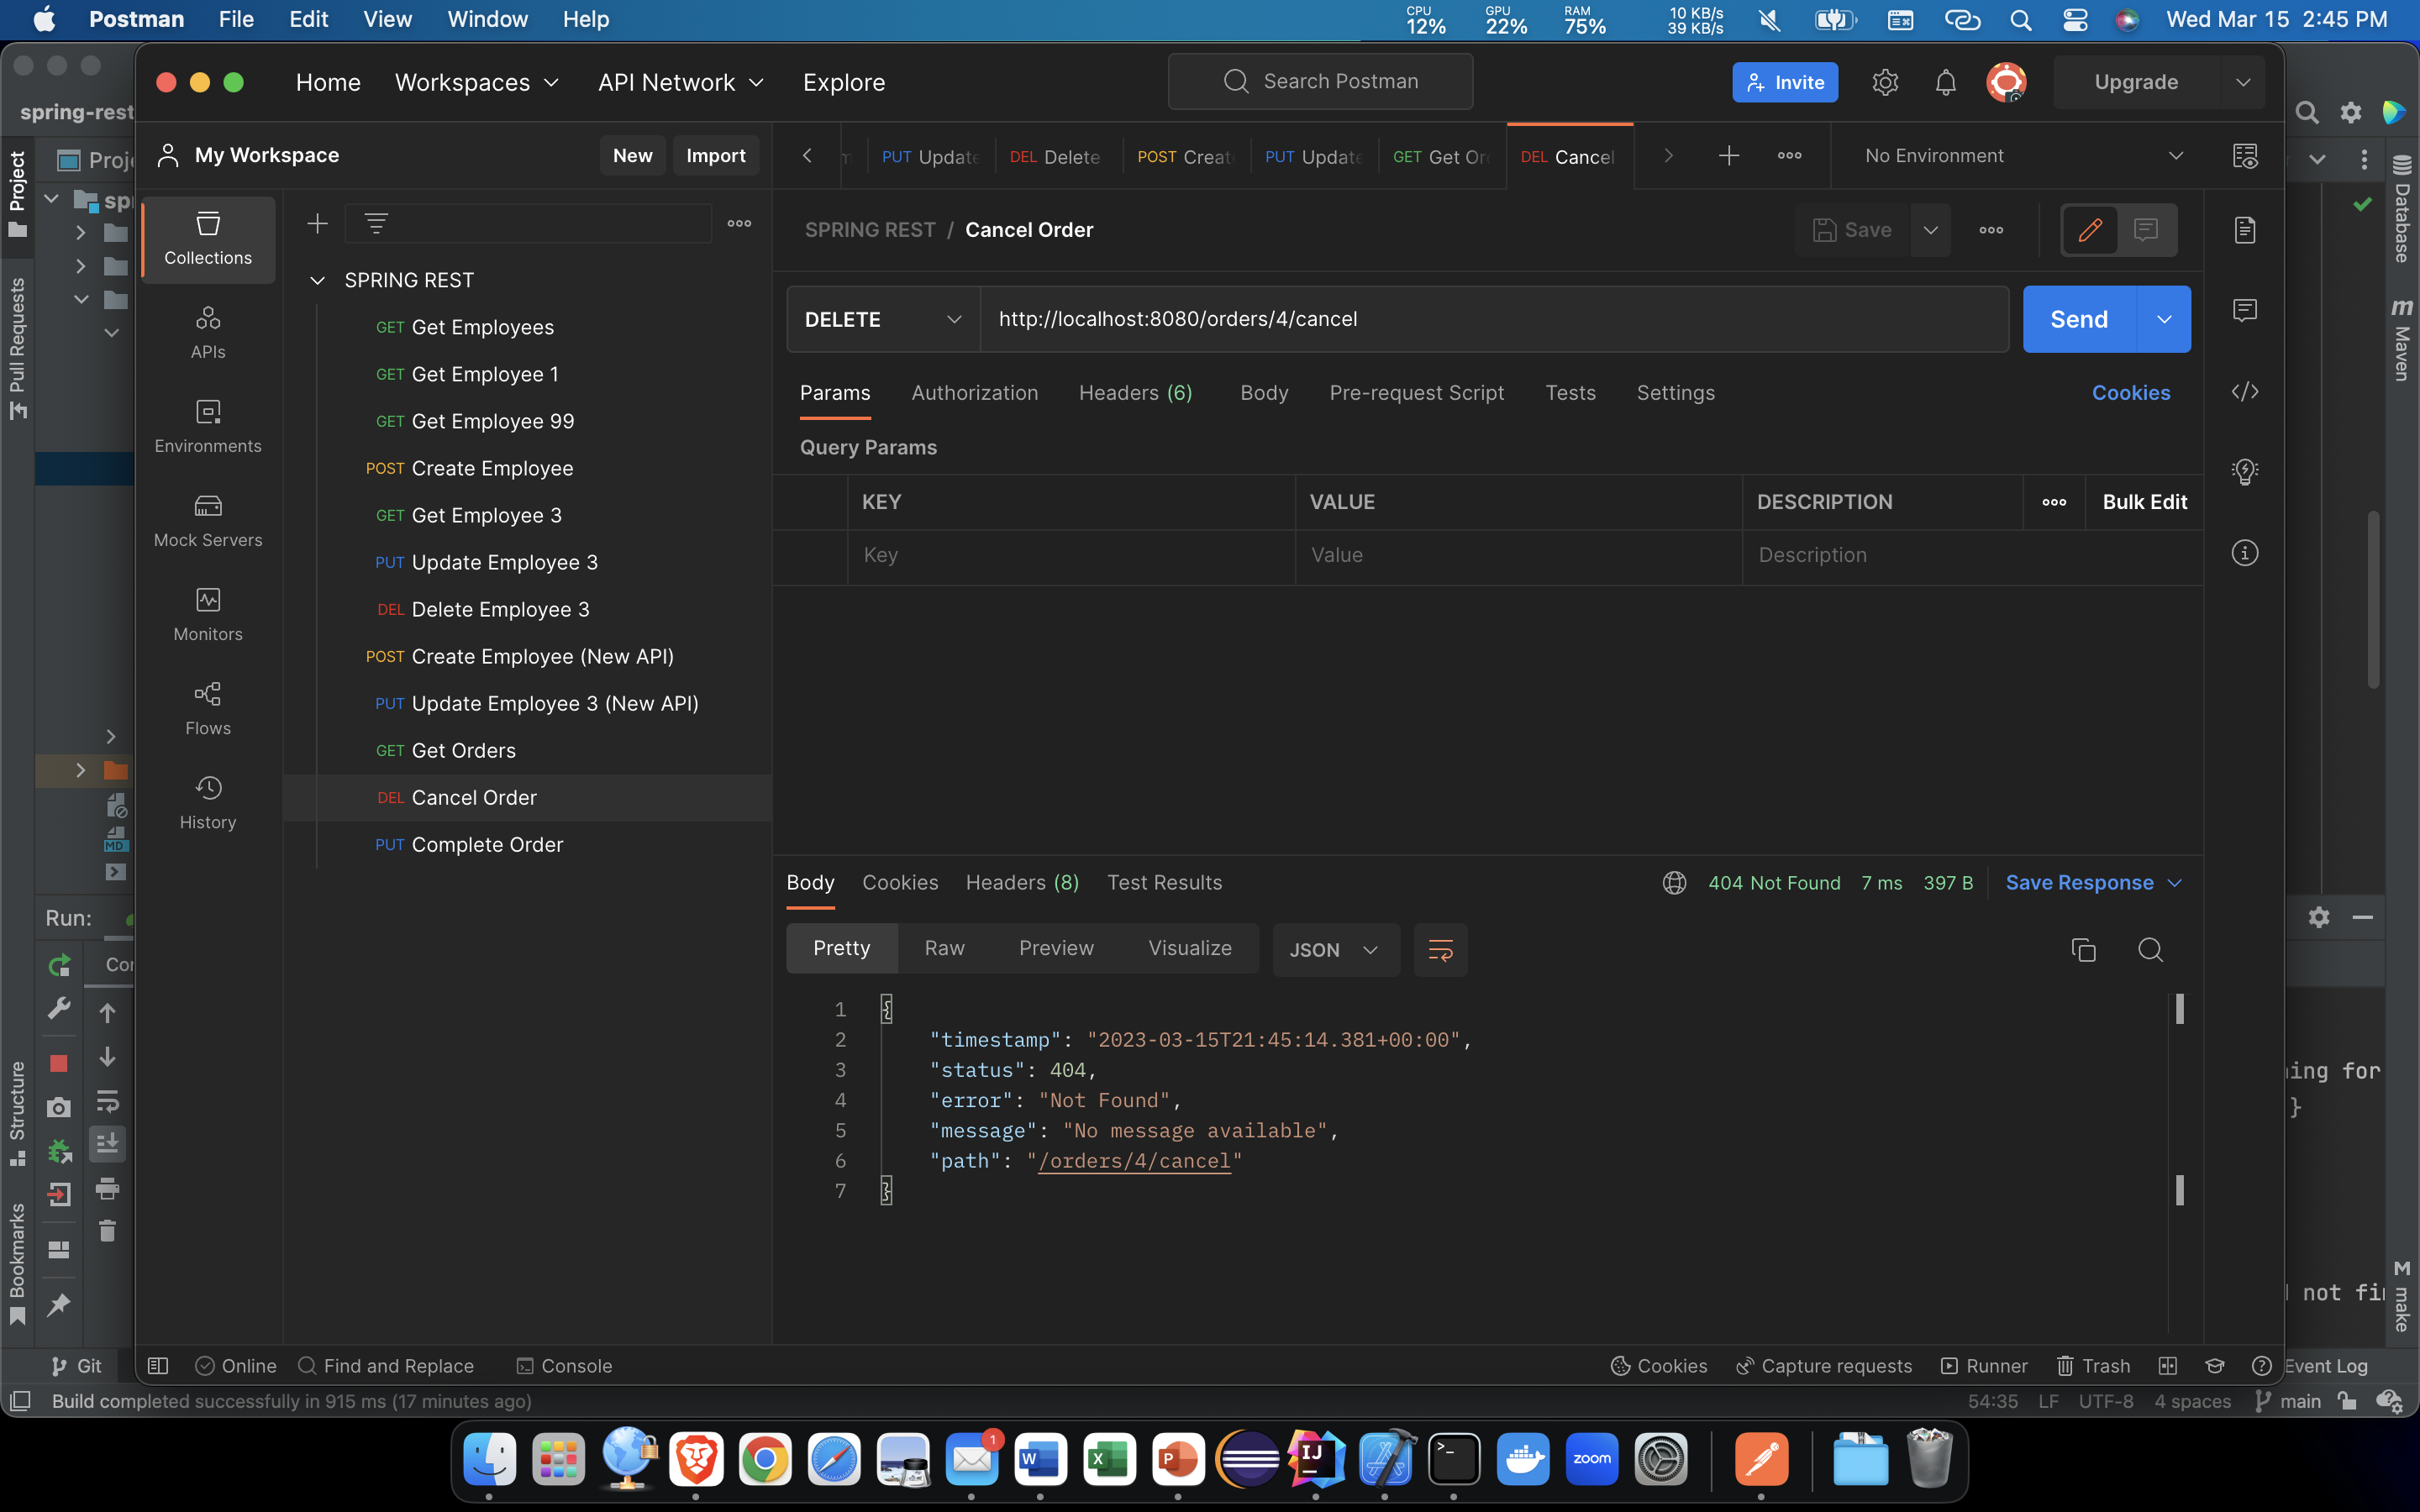 Postman File Edit View Window Help
CPU 12% GPU 22% RAM 75% 10 KB/s 39 KB/s Wed Mar 15 2:45 PM
spring-rest
Home Workspaces API Network Explore Search Postman Invite Upgrade
My Workspace New Import
PUT Update DEL Delete POST Creat PUT Update GET Get Or DEL Cancel No Environment
Project
Pull Requests
Structure
Bookmarks
Proj
sp
Collections
APIs
Environments
Mock Servers
Monitors
Flows
History
SPRING REST
GET Get Employees
GET Get Employee 1
GET Get Employee 99
POST Create Employee
GET Get Employee 3
PUT Update Employee 3
DEL Delete Employee 3
POST Create Employee (New API)
PUT Update Employee 3 (New API)
GET Get Orders
DEL Cancel Order
PUT Complete Order
SPRING REST / Cancel Order Save
DELETE http://localhost:8080/orders/4/cancel Send
Params Authorization Headers (6) Body Pre-request Script Tests Settings Cookies
Query Params
KEY VALUE DESCRIPTION Bulk Edit
Key Value Description
Body Cookies Headers (8) Test Results 404 Not Found 7 ms 397 B Save Response
Pretty Raw Preview Visualize JSON
1 {
2 "timestamp": "2023-03-15T21:45:14.381+00:00",
3 "status": 404,
4 "error": "Not Found",
5 "message": "No message available",
6 "path": "/orders/4/cancel"
7 }
Database
m Maven
M make
MD
Run:
Con
ing for
}
not fin
Online Find and Replace Console Cookies Capture requests Runner Trash
Git Event Log
Build completed successfully in 915 ms (17 minutes ago) 54:35 LF UTF-8 4 spaces main
1
W
X
P
IJ
zoom